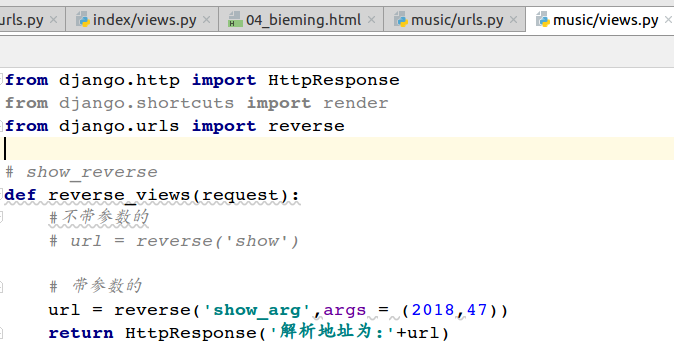 urls.py index/views.py 04_bieming.html music/urls.py music/views.py
from django.http import HttpResponse
from django.shortcuts import render
from django.urls import reverse
# show_reverse
def reverse_views(request):
    #不带参数的
    # url = reverse('show')
    # 带参数的
    url = reverse('show_arg',args = (2018,47))
    return HttpResponse('解析地址为:'+url)